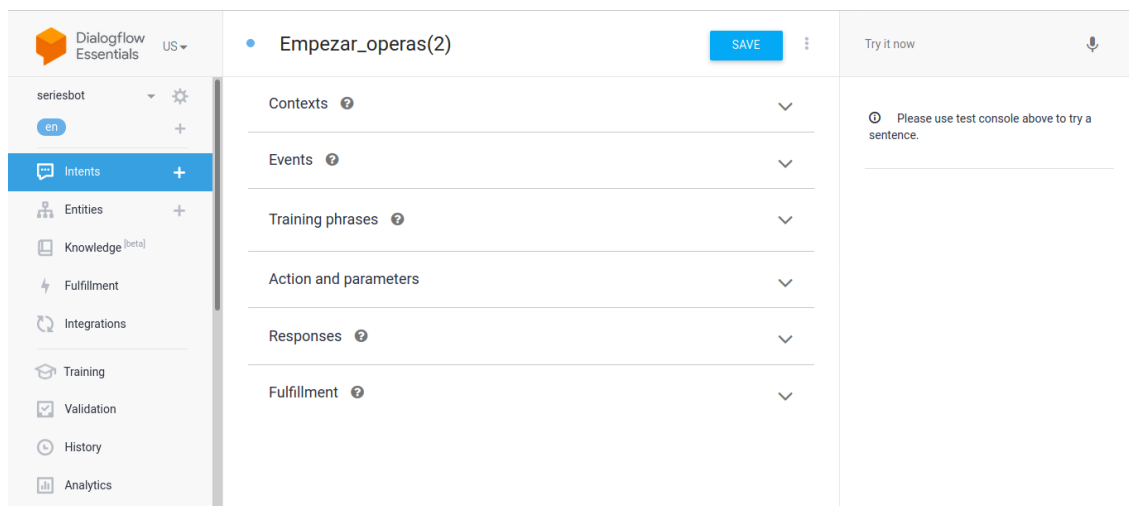 Dialogflow
Essentials
US
Empezar_operas(2)
SAVE
Try it now
seriesbot
en
Intents
Entities
Knowledge [beta]
Fulfillment
Integrations
Training
Validation
History
Analytics
Contexts
Events
Training phrases
Action and parameters
Responses
Fulfillment
Please use test console above to try a
sentence.